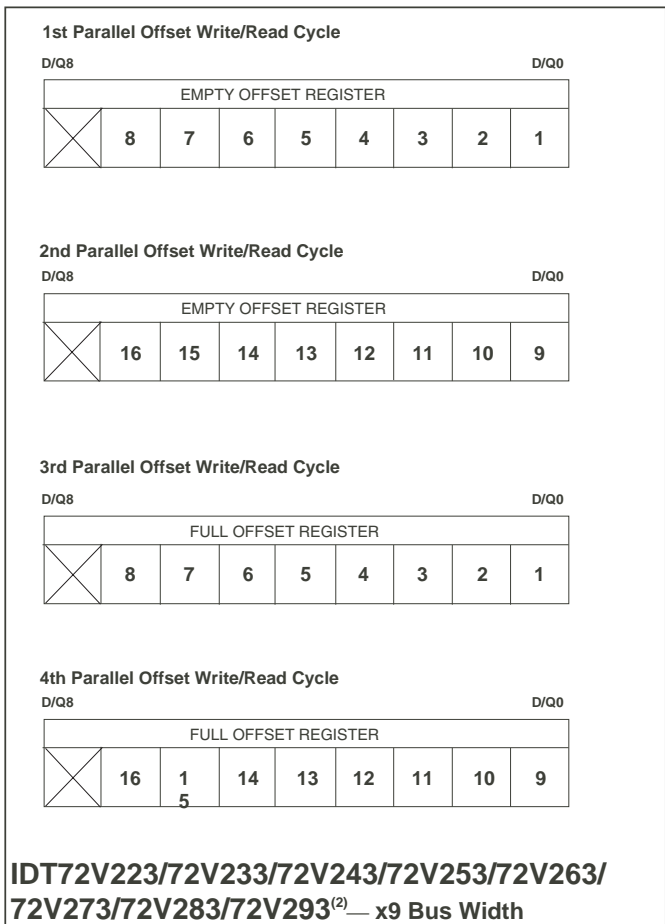 1st Parallel Offset Write/Read Cycle
D/Q8 D/Q0
EMPTY OFFSET REGISTER
8 7 6 5 4 3 2 1
2nd Parallel Offset Write/Read Cycle
D/Q8 D/Q0
EMPTY OFFSET REGISTER
16 15 14 13 12 11 10 9
3rd Parallel Offset Write/Read Cycle
D/Q8 D/Q0
FULL OFFSET REGISTER
8 7 6 5 4 3 2 1
4th Parallel Offset Write/Read Cycle
D/Q8 D/Q0
FULL OFFSET REGISTER
16 15 14 13 12 11 10 9
IDT72V223/72V233/72V243/72V253/72V263/
72V273/72V283/72V293(2)— x9 Bus Width